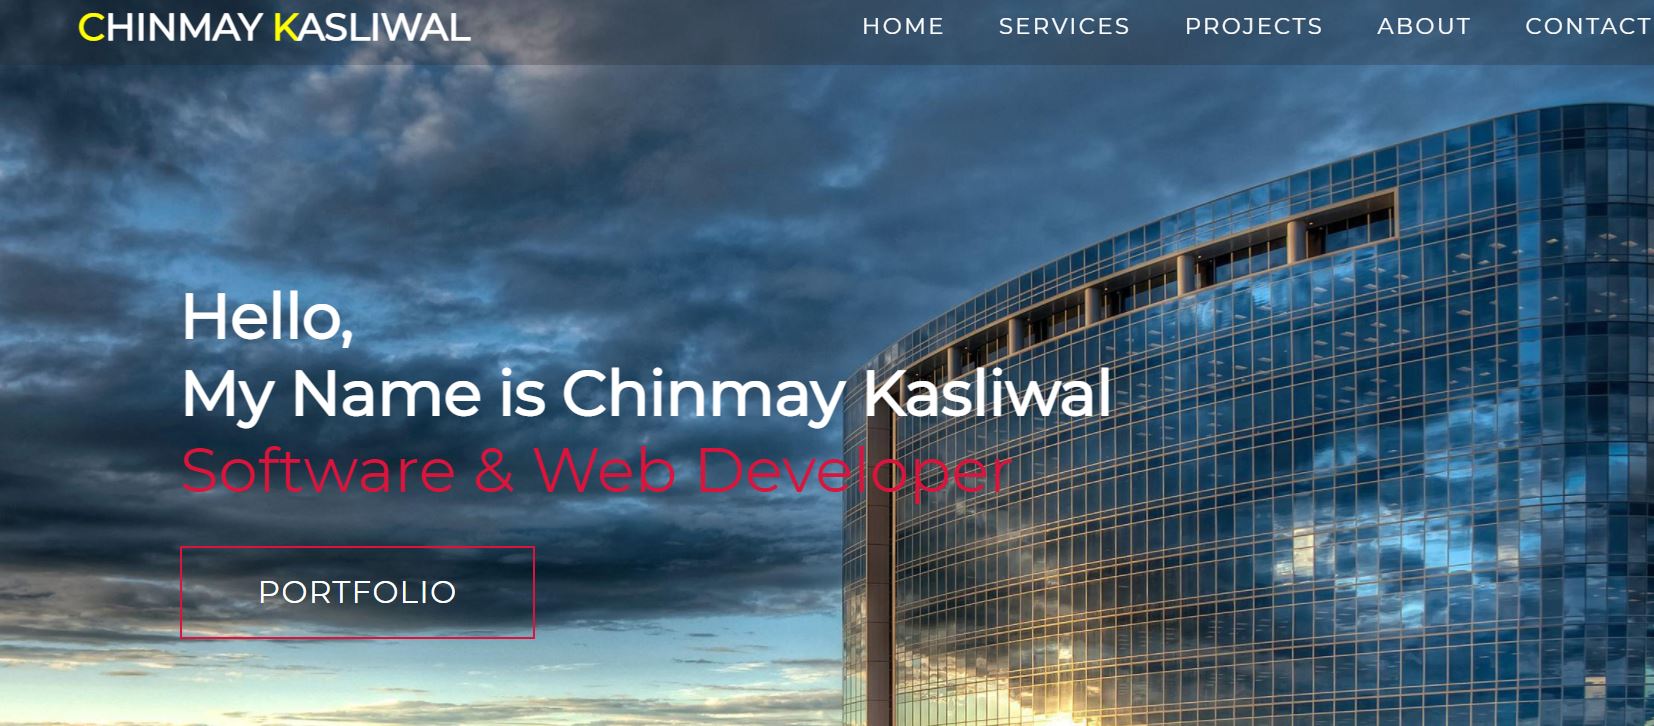 CHINMAY KASLIWAL
HOME SERVICES PROJECTS ABOUT CONTACT
Hello,
My Name is Chinmay Kasliwal
Software & Web Developer
PORTFOLIO